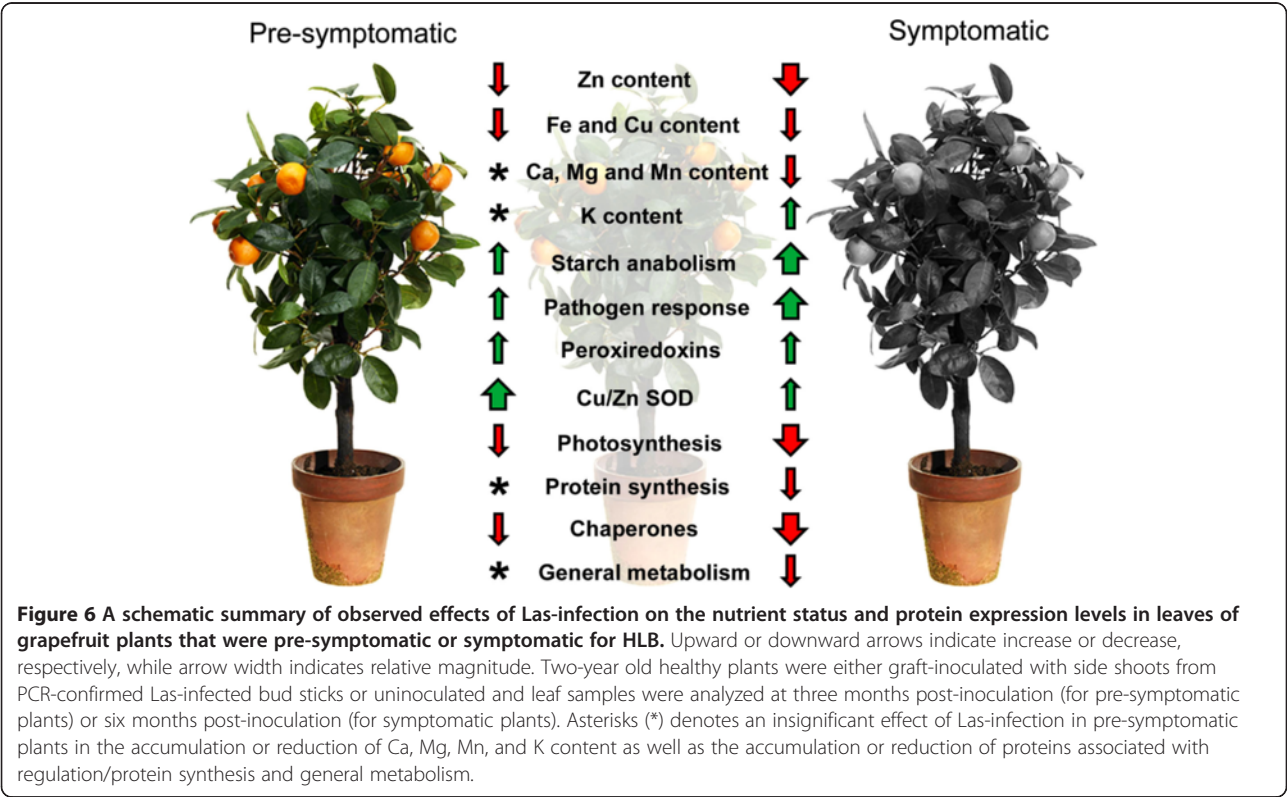 Pre-symptomatic
Symptomatic
Zn content
Fe and Cu content
* Ca, Mg and Mn content
* K content
Starch anabolism
Pathogen response
Peroxiredoxins
Cu/Zn SOD
Photosynthesis
* Protein synthesis
Chaperones
* General metabolism
Figure 6 A schematic summary of observed effects of Las-infection on the nutrient status and protein expression levels in leaves of
grapefruit plants that were pre-symptomatic or symptomatic for HLB. Upward or downward arrows indicate increase or decrease,
respectively, while arrow width indicates relative magnitude. Two-year old healthy plants were either graft-inoculated with side shoots from
PCR-confirmed Las-infected bud sticks or uninoculated and leaf samples were analyzed at three months post-inoculation (for pre-symptomatic
plants) or six months post-inoculation (for symptomatic plants). Asterisks (*) denotes an insignificant effect of Las-infection in pre-symptomatic
plants in the accumulation or reduction of Ca, Mg, Mn, and K content as well as the accumulation or reduction of proteins associated with
regulation/protein synthesis and general metabolism.